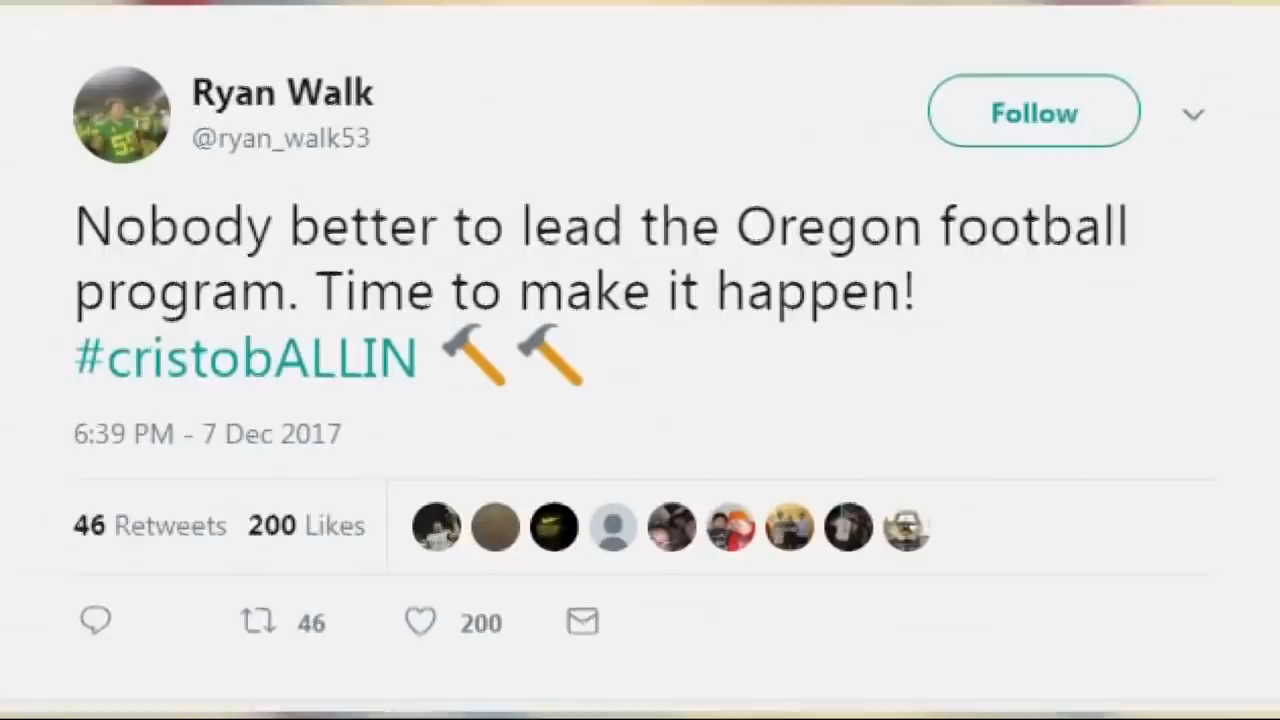 Ryan Walk
@ryan_walk53
Follow
Nobody better to lead the Oregon football
program. Time to make it happen!
#cristobALLIN 🔨🔨
6:39 PM - 7 Dec 2017
46 Retweets 200 Likes
46 200